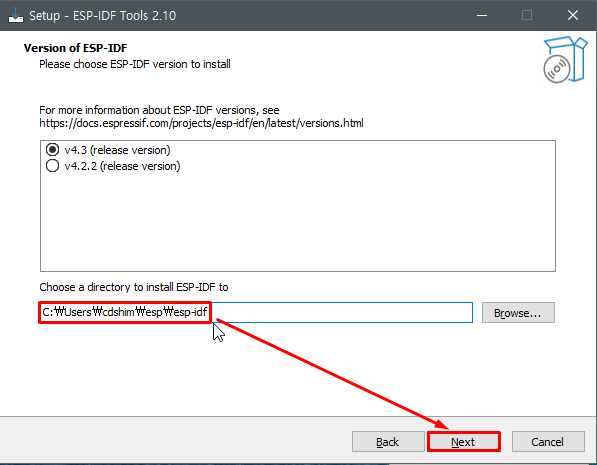 Setup - ESP-IDF Tools 2.10
Version of ESP-IDF
Please choose ESP-IDF version to install
For more information about ESP-IDF versions, see
https://docs.espressif.com/projects/esp-idf/en/latest/versions.html
v4.3 (release version)
v4.2.2 (release version)
Choose a directory to install ESP-IDF to
C:₩Users₩cdshim₩esp₩esp-idf
Browse...
Back
Next
Cancel